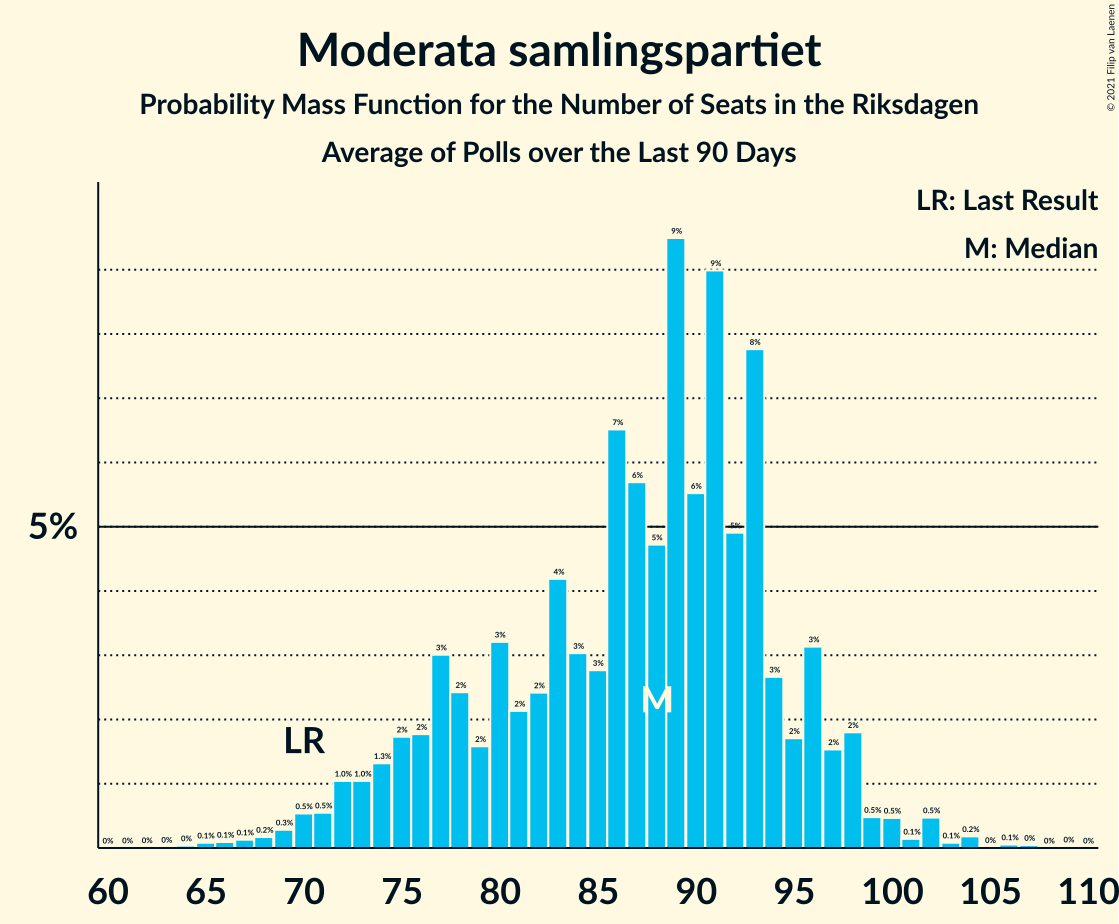 © 2021 Filip van Laenen
Moderata samlingspartiet
Probability Mass Function for the Number of Seats in the Riksdagen
Average of Polls over the Last 90 Days
LR: Last Result
M: Median
5%
0% 0% 0% 0% 0% 0.1% 0.1% 0.1% 0.2% 0.3% 0.5% 0.5% 1.0% 1.0% 1.3% 2% 2% 3% 2% 2% 3% 2% 2% 4% 3% 3% 7% 6% 5% 9% 6% 9% 5% 8% 3% 2% 3% 2% 2% 0.5% 0.5% 0.1% 0.5% 0.1% 0.2% 0% 0.1% 0% 0% 0% 0%
LR
M
60 65 70 75 80 85 90 95 100 105 110